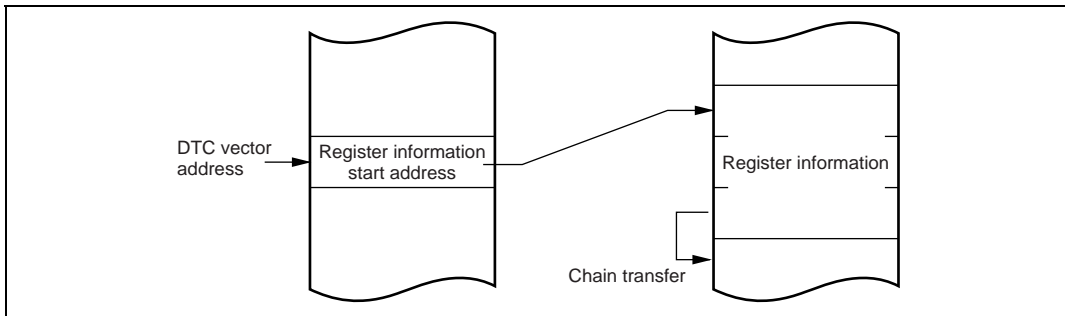 DTC vector
address
Register information
start address
Register information
Chain transfer